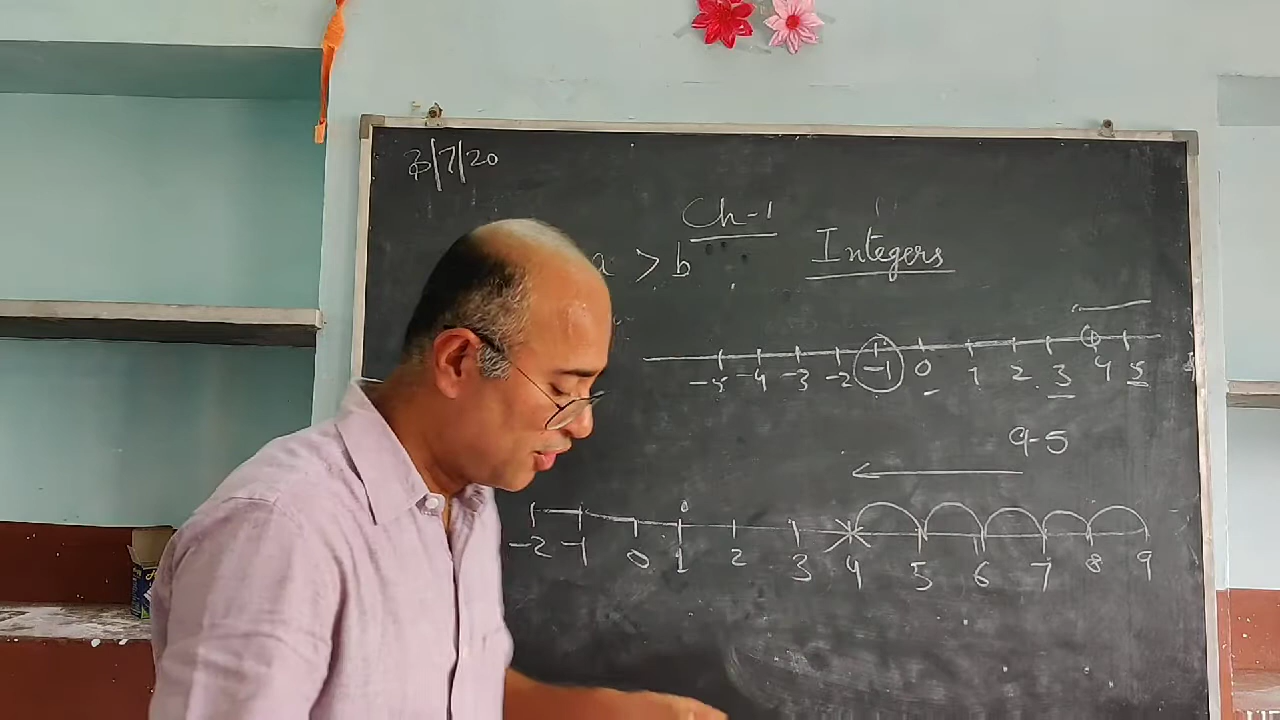 3/7/20
Ch-1
a > b
Integers
-5 -4 -3 -2 -1 0 1 2 3 4 5
9-5
-2 -1 0 1 2 3 4 5 6 7 8 9